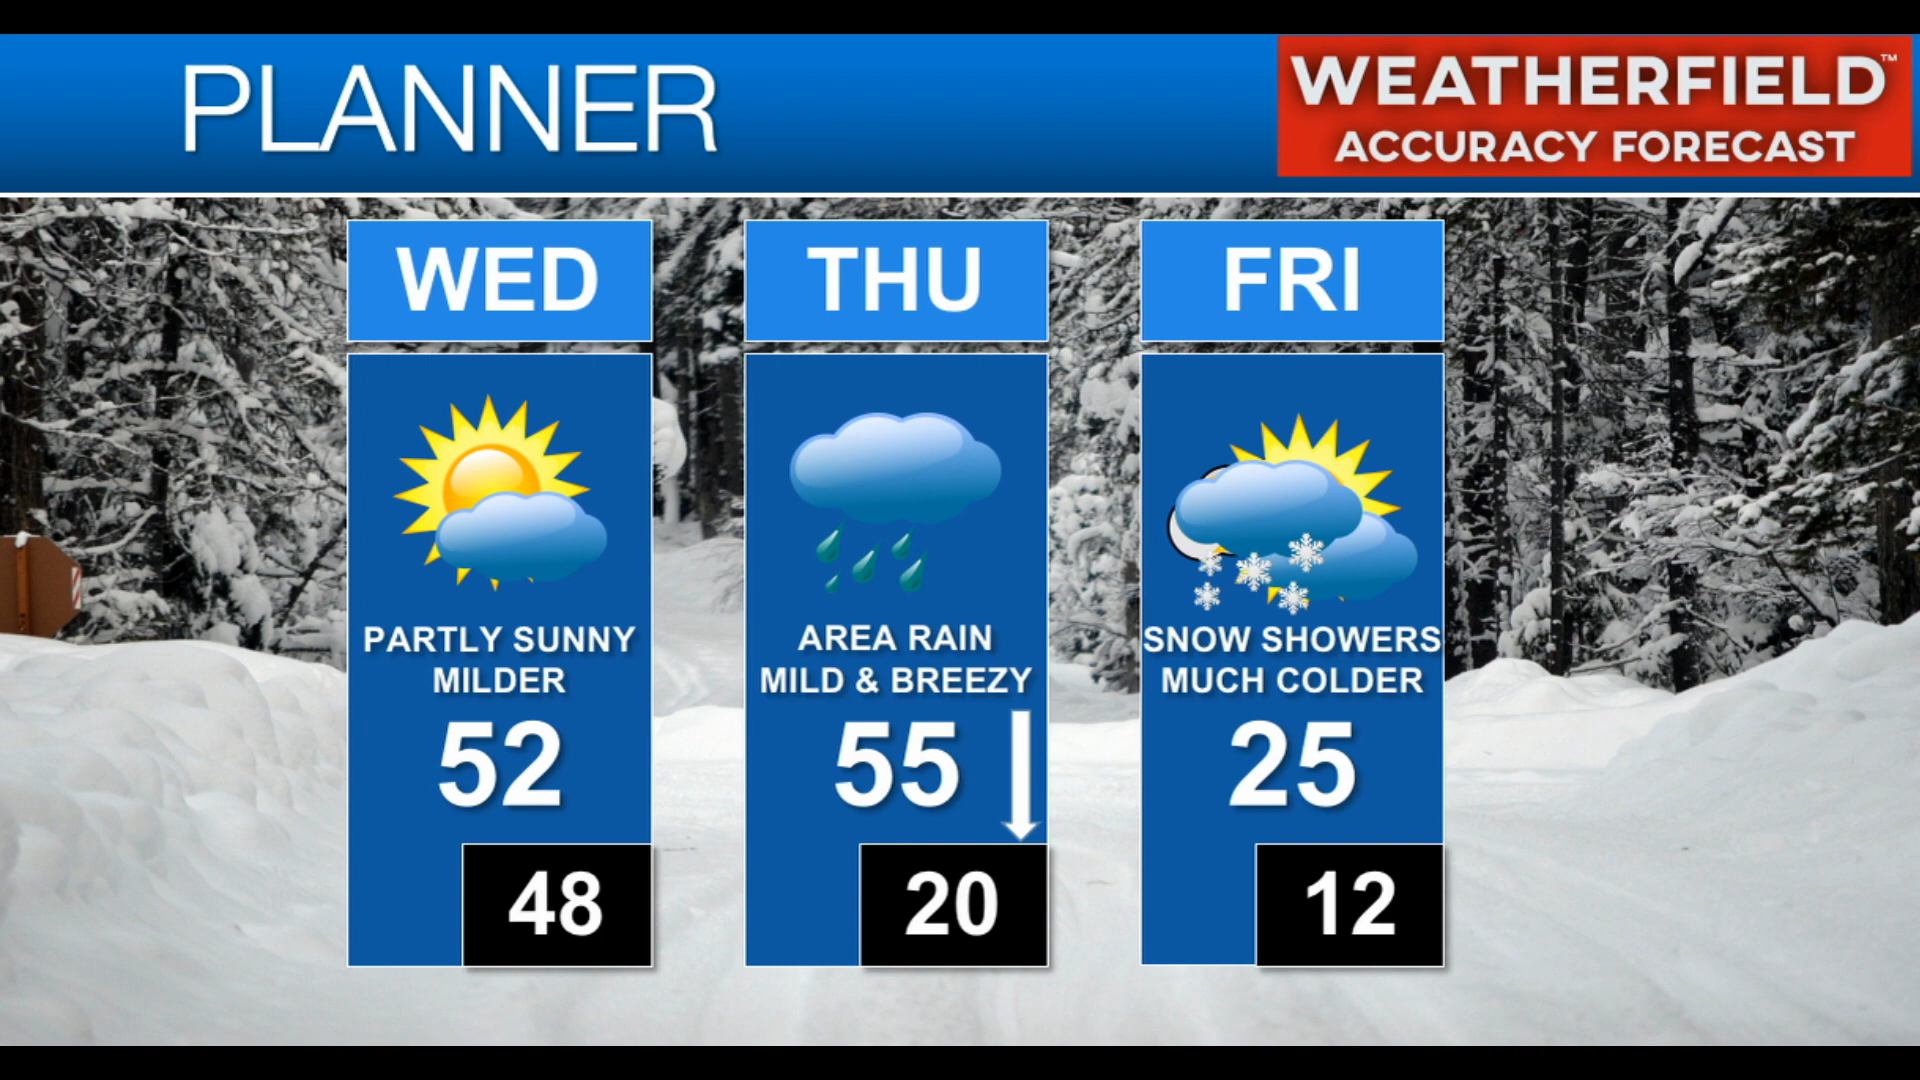 PLANNER
WEATHERFIELD™
ACCURACY FORECAST
WED
THU
FRI
PARTLY SUNNY
MILDER
52
48
AREA RAIN
MILD & BREEZY
55
20
SNOW SHOWERS
MUCH COLDER
25
12